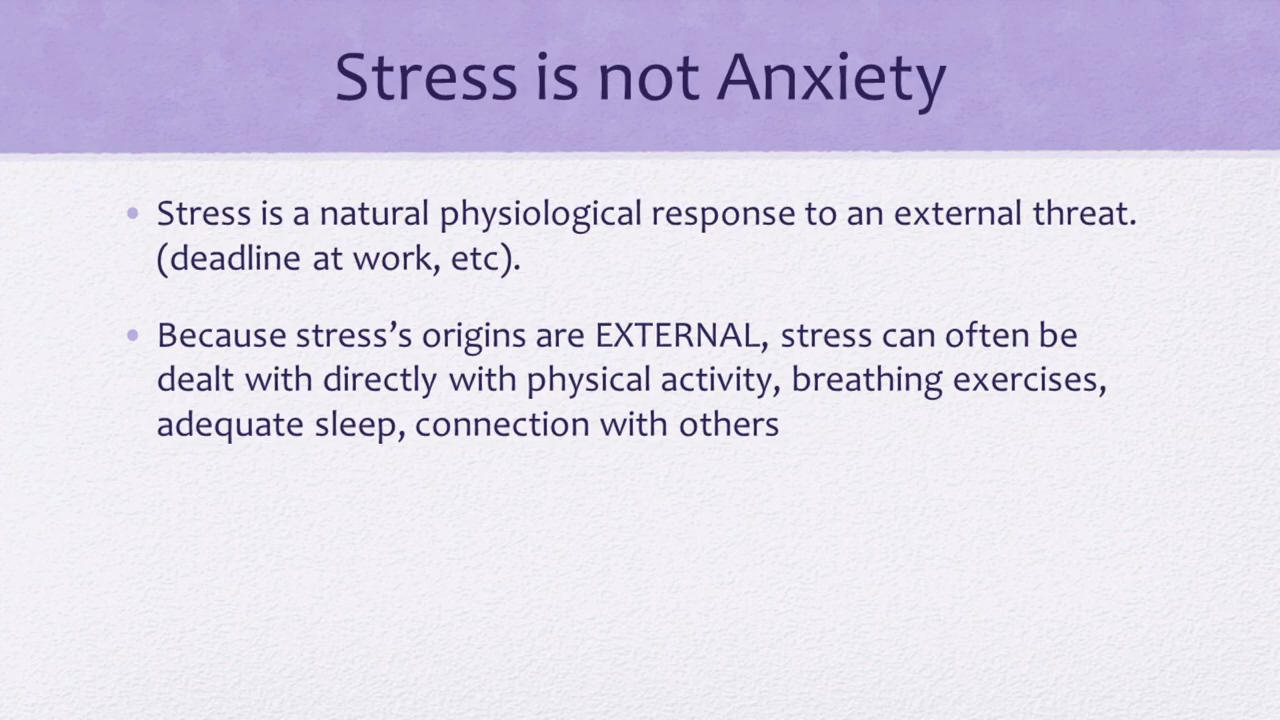 Stress is not Anxiety
• Stress is a natural physiological response to an external threat.
(deadline at work, etc).
• Because stress’s origins are EXTERNAL, stress can often be
dealt with directly with physical activity, breathing exercises,
adequate sleep, connection with others